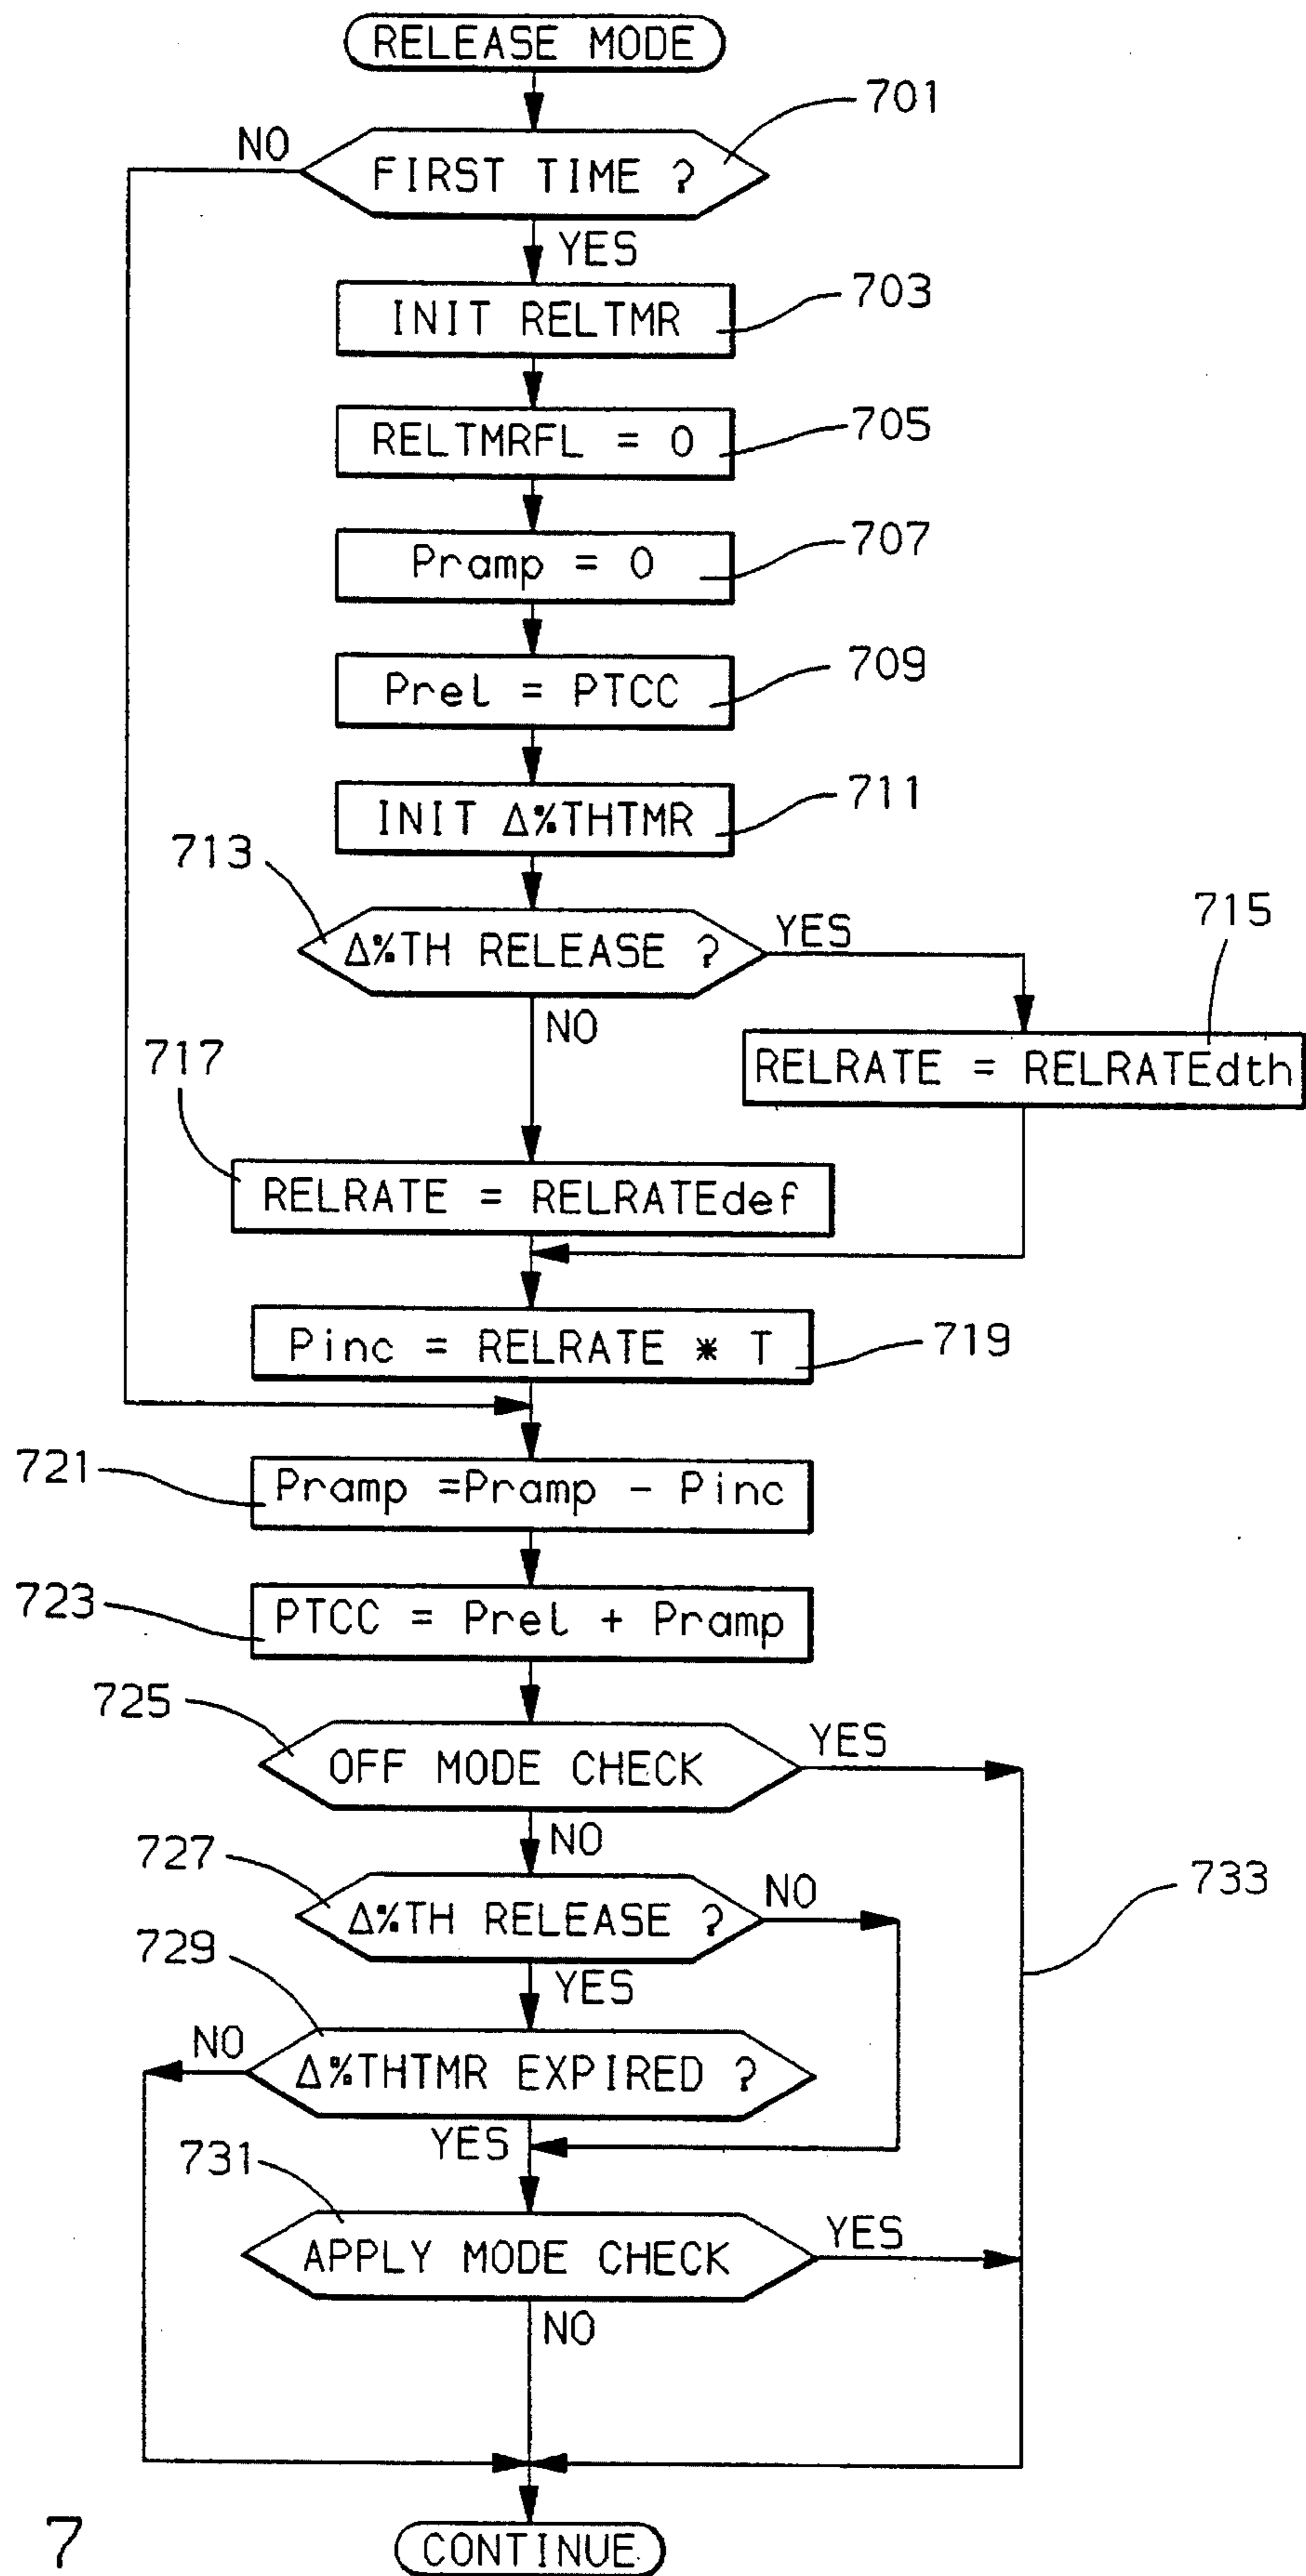 RELEASE MODE
701
NO
FIRST TIME ?
YES
703
INIT RELTMR
705
RELTMRFL = 0
707
Pramp = 0
709
Prel = PTCC
711
INIT Δ%THTMR
713
Δ%TH RELEASE ?
YES
715
NO
RELRATE = RELRATEdth
717
RELRATE = RELRATEdef
Pinc = RELRATE * T
719
721
Pramp =Pramp - Pinc
723
PTCC = Prel + Pramp
725
OFF MODE CHECK
YES
NO
727
Δ%TH RELEASE ?
NO
733
729
YES
NO
Δ%THTMR EXPIRED ?
YES
731
APPLY MODE CHECK
YES
NO
7
CONTINUE